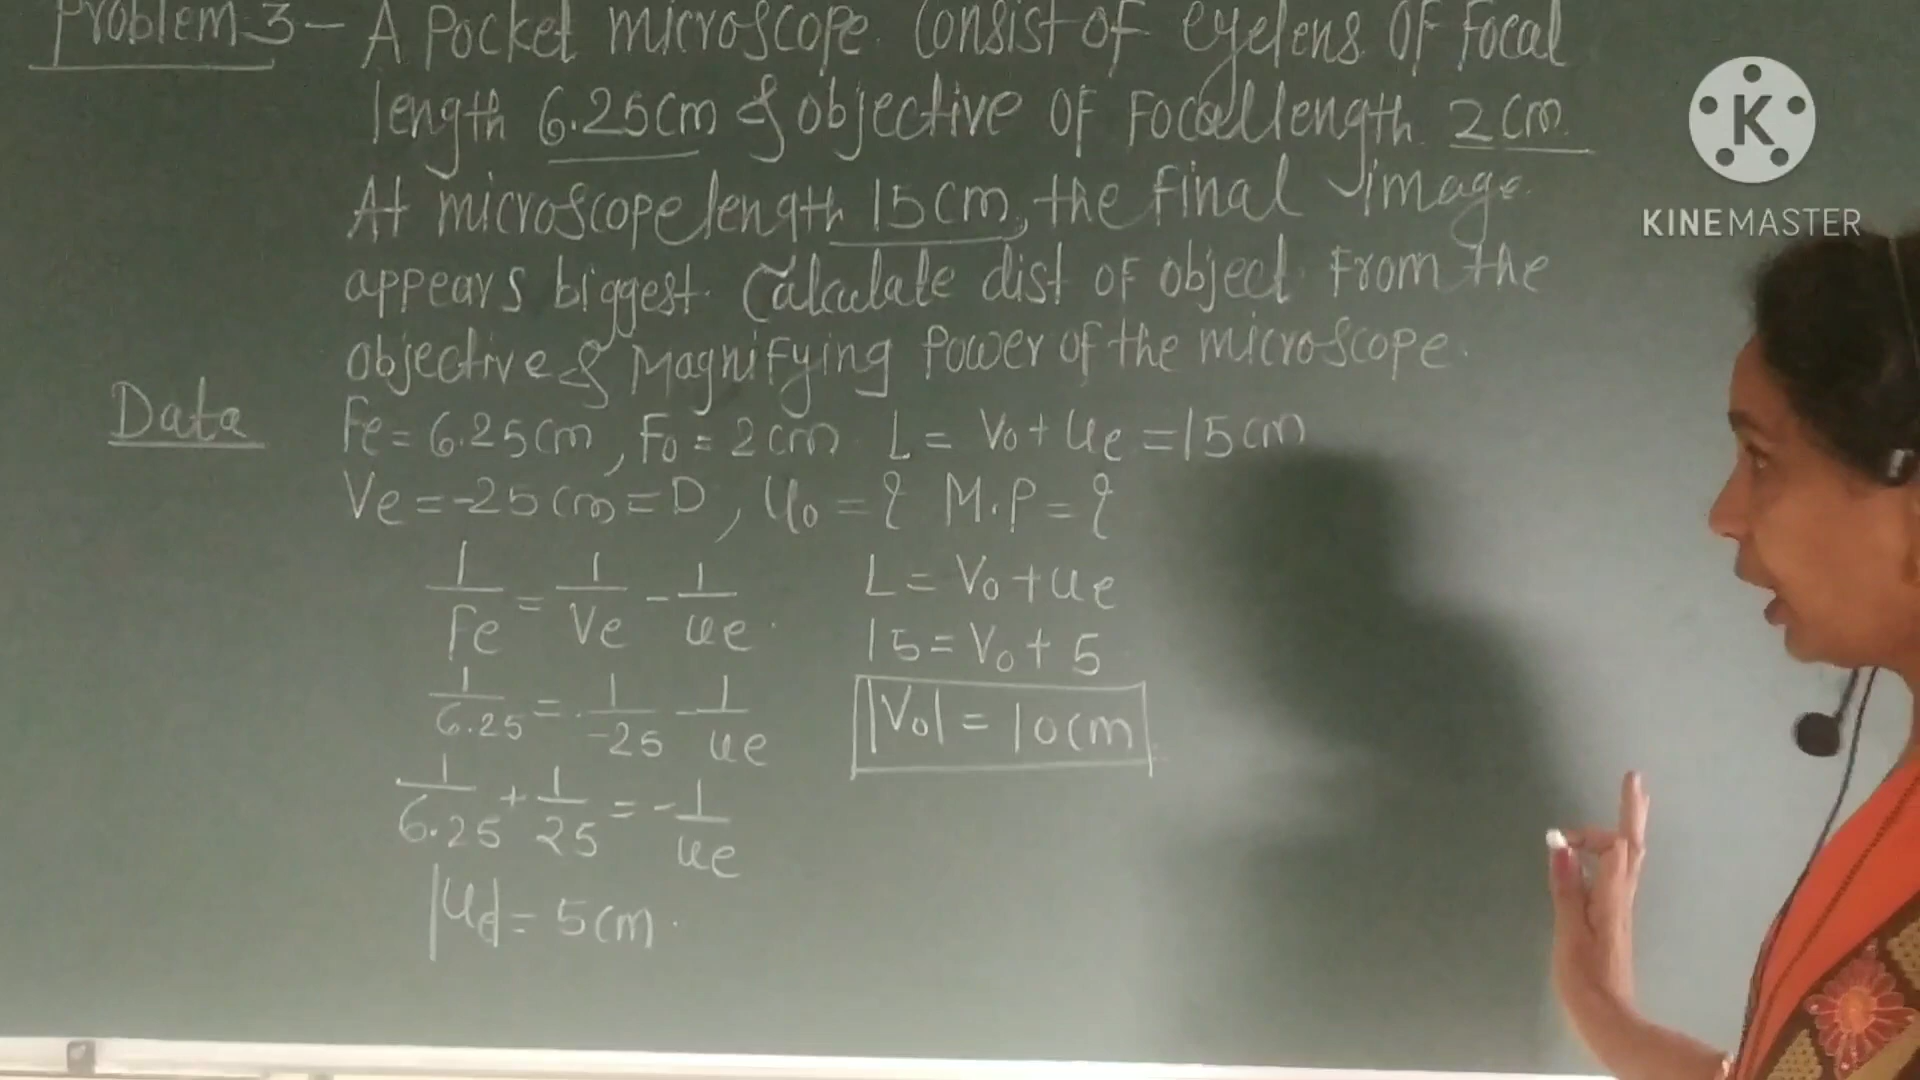 Problem 3 - A Pocket microscope consist of eyelens of Focal
length 6.25cm & objective of Focal length 2cm
At microscope length 15cm, the final image
appears biggest. Calculate dist of object from the
objective & Magnifying Power of the microscope.
Data
Fe = 6.25cm, Fo = 2cm L = Vo + Ue = 15cm
Ve = -25cm = D, Uo = ? M.P = ?
1/Fe = 1/Ve - 1/ue
1/6.25 = 1/-25 - 1/ue
1/6.25 + 1/25 = -1/ue
|ue| = 5cm.
L = Vo + ue
15 = Vo + 5
|Vo| = 10cm
K
KINEMASTER